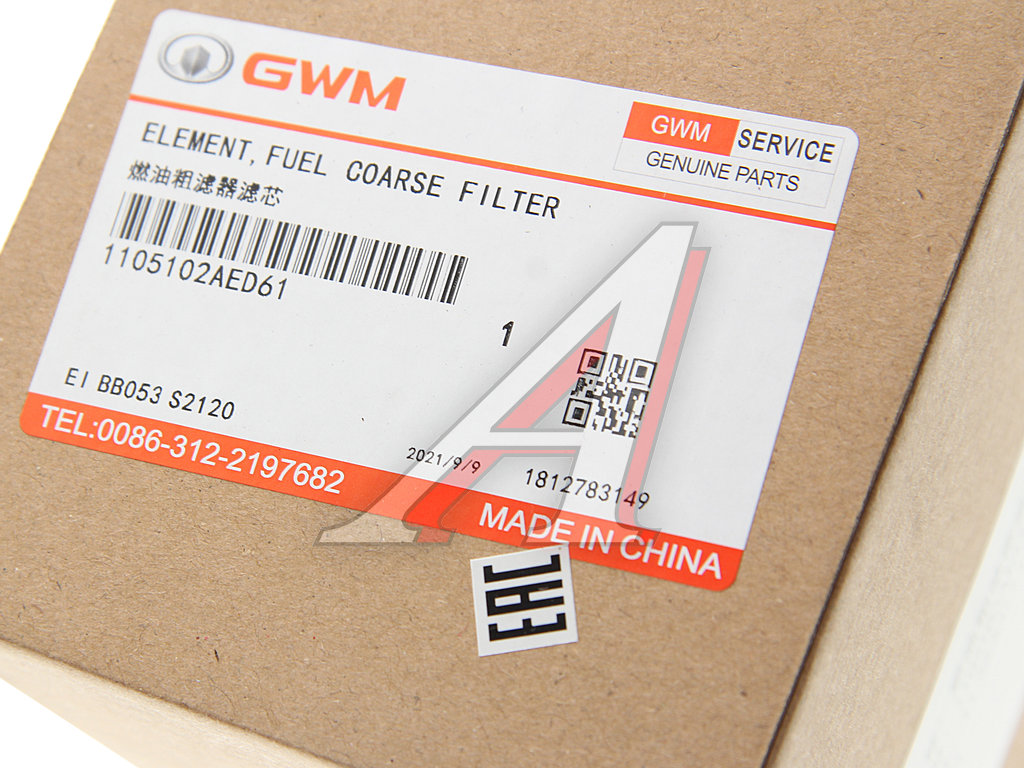 GWM
GWM SERVICE
GENUINE PARTS
ELEMENT, FUEL COARSE FILTER
燃油粗滤器滤芯
1105102AED61
1
EI BB053 S2120
2021/9/9
1812783149
TEL:0086-312-2197682
MADE IN CHINA
EAC